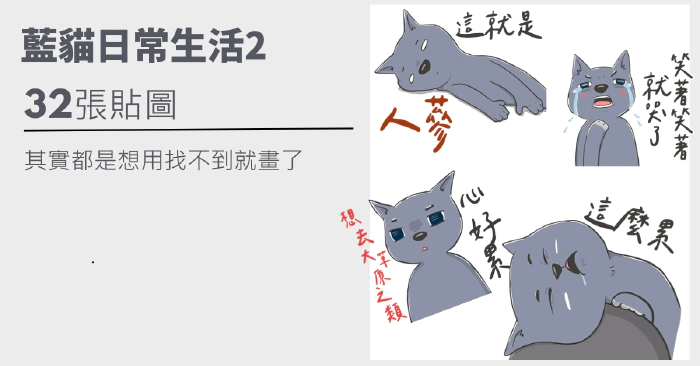 藍貓日常生活2
32張貼圖
其實都是想用找不到就畫了
這就是
人蔘
笑著笑著
就哭了
心好累
想去大草原之類
這麼累